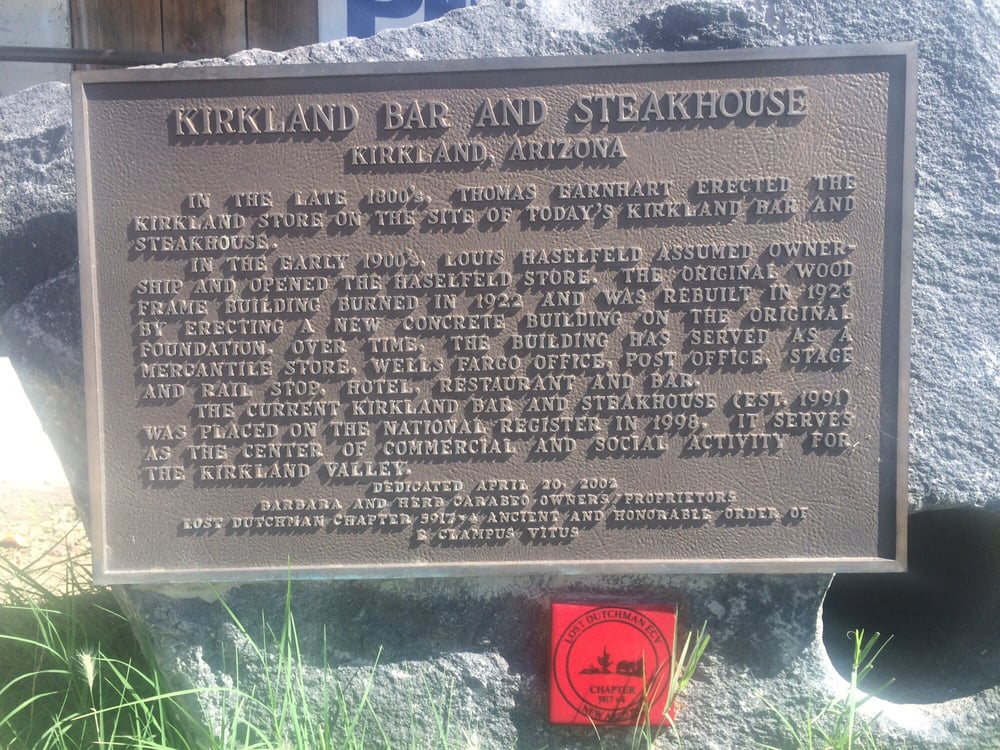 KIRKLAND BAR AND STEAKHOUSE
KIRKLAND, ARIZONA
IN THE LATE 1800'S, THOMAS EARNHART ERECTED THE
KIRKLAND STORE ON THE SITE OF TODAY'S KIRKLAND BAR AND
STEAKHOUSE.
IN THE EARLY 1900'S, LOUIS HASELFELD ASSUMED OWNER-
SHIP AND OPENED THE HASELFELD STORE. THE ORIGINAL WOOD
FRAME BUILDING BURNED IN 1922 AND WAS REBUILT IN 1923
BY ERECTING A NEW CONCRETE BUILDING ON THE ORIGINAL
FOUNDATION. OVER TIME, THE BUILDING HAS SERVED AS A
MERCANTILE STORE, WELLS FARGO OFFICE, POST OFFICE, STAGE
AND RAIL STOP, HOTEL, RESTAURANT AND BAR.
THE CURRENT KIRKLAND BAR AND STEAKHOUSE (EST. 1991)
WAS PLACED ON THE NATIONAL REGISTER IN 1998. IT SERVES
AS THE CENTER OF COMMERCIAL AND SOCIAL ACTIVITY FOR
THE KIRKLAND VALLEY.
DEDICATED APRIL 20, 2002
BARBARA AND HERB CARABEO-OWNERS/PROPRIETORS
LOST DUTCHMAN CHAPTER 5917-4 ANCIENT AND HONORABLE ORDER OF
E CLAMPUS VITUS
LOST DUTCHMAN ECV
CHAPTER
5917-4
NEW